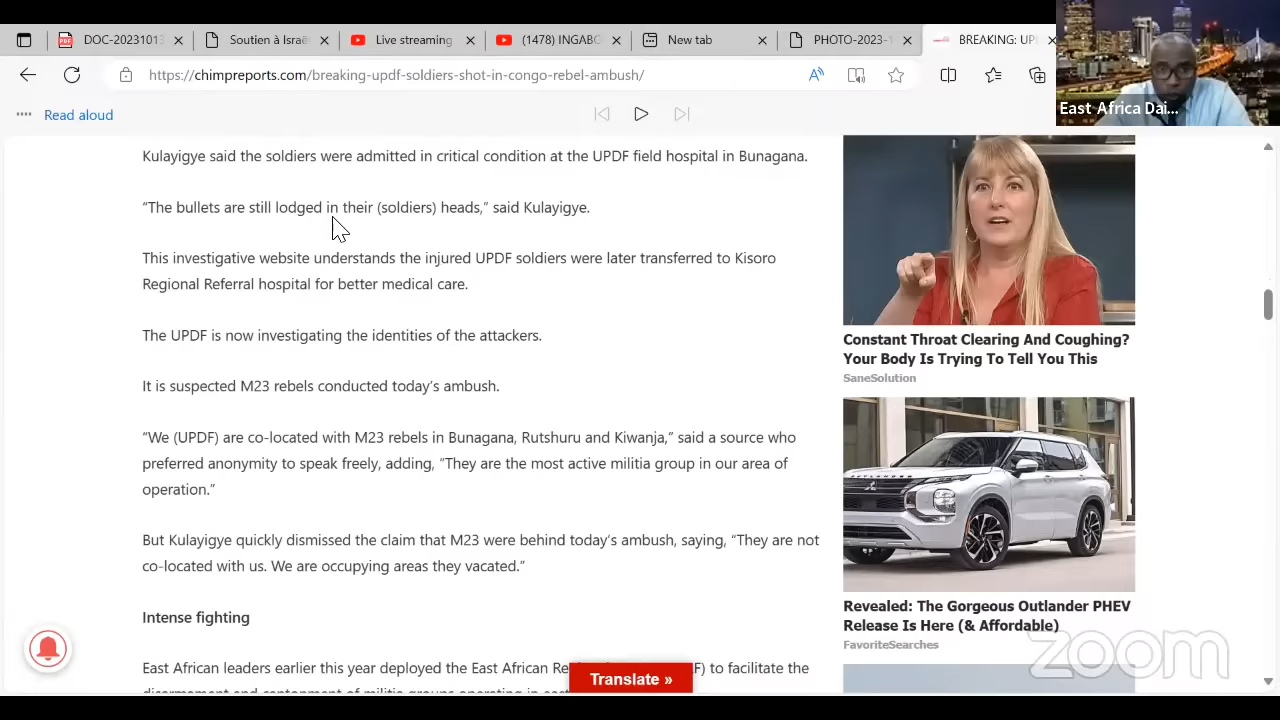 DOC-20231013
Soutien à Israë
Live streaming
(1478) INGABO
New tab
PHOTO-2023-1
BREAKING: UPI
https://chimpreports.com/breaking-updf-soldiers-shot-in-congo-rebel-ambush/
East Africa Dai...
Read aloud
Kulayigye said the soldiers were admitted in critical condition at the UPDF field hospital in Bunagana.
“The bullets are still lodged in their (soldiers) heads,” said Kulayigye.
This investigative website understands the injured UPDF soldiers were later transferred to Kisoro
Regional Referral hospital for better medical care.
The UPDF is now investigating the identities of the attackers.
It is suspected M23 rebels conducted today’s ambush.
“We (UPDF) are co-located with M23 rebels in Bunagana, Rutshuru and Kiwanja,” said a source who
preferred anonymity to speak freely, adding, “They are the most active militia group in our area of
operation.”
But Kulayigye quickly dismissed the claim that M23 were behind today’s ambush, saying, “They are not
co-located with us. We are occupying areas they vacated.”
Intense fighting
East African leaders earlier this year deployed the East African Re F) to facilitate the
Translate »
Constant Throat Clearing And Coughing?
Your Body Is Trying To Tell You This
SaneSolution
Revealed: The Gorgeous Outlander PHEV
Release Is Here (& Affordable)
FavoriteSearches
zoom